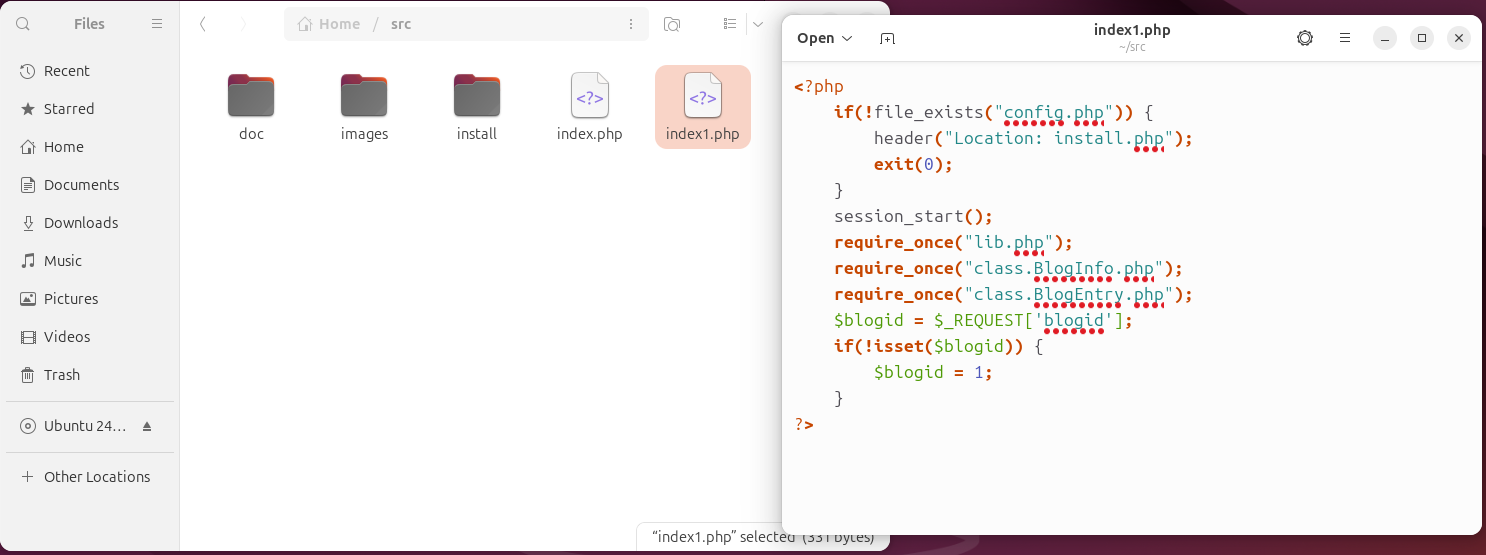 Files
Home / src
Recent
Starred
Home
Documents
Downloads
Music
Pictures
Videos
Trash
Ubuntu 24...
Other Locations
doc
images
install
index.php
index1.php
"index1.php" selected (331 bytes)
Open
index1.php
~/src
<?php
    if(!file_exists("config.php")) {
        header("Location: install.php");
        exit(0);
    }
    session_start();
    require_once("lib.php");
    require_once("class.BlogInfo.php");
    require_once("class.BlogEntry.php");
    $blogid = $_REQUEST['blogid'];
    if(!isset($blogid)) {
        $blogid = 1;
    }
?>